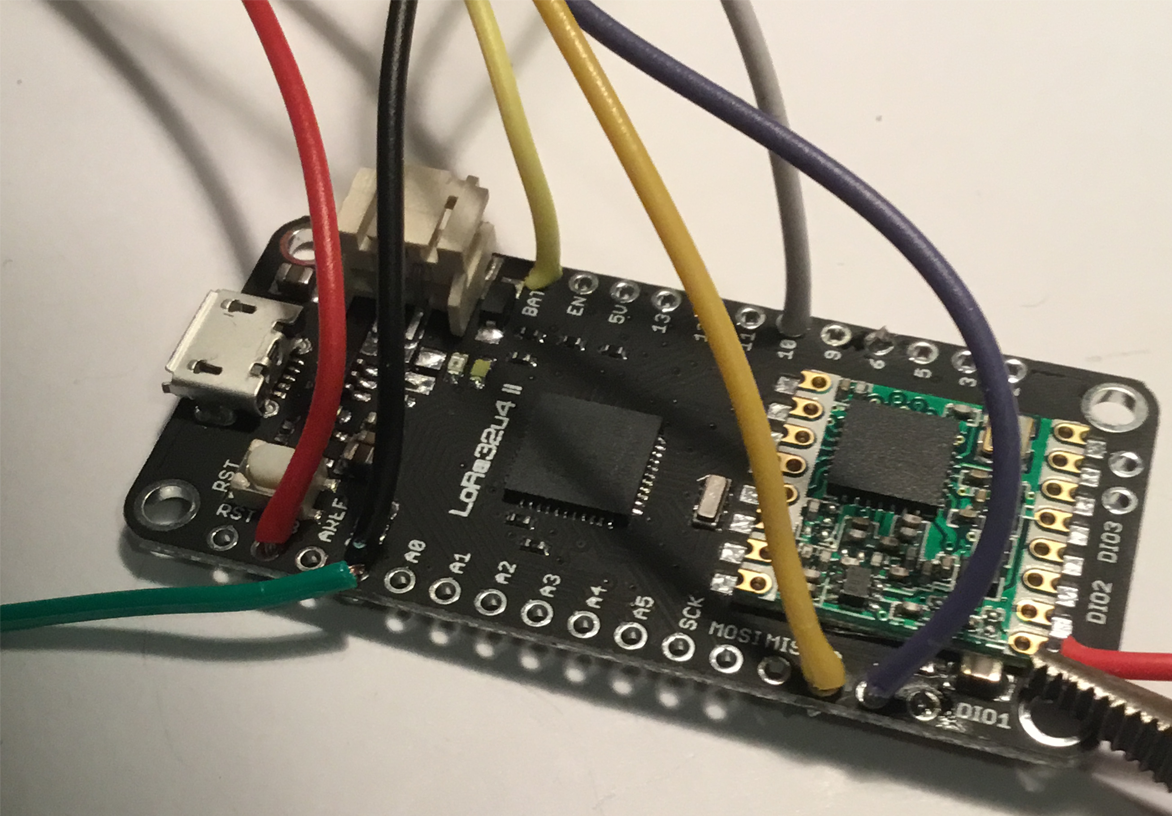 BAT
EN
5V
13
11
10
9
6
5
3
LoRa32u4 II
RST
RST
AREF
A0
A1
A2
A3
A4
A5
SCK
MOSI
DIO3
DIO2
DIO1